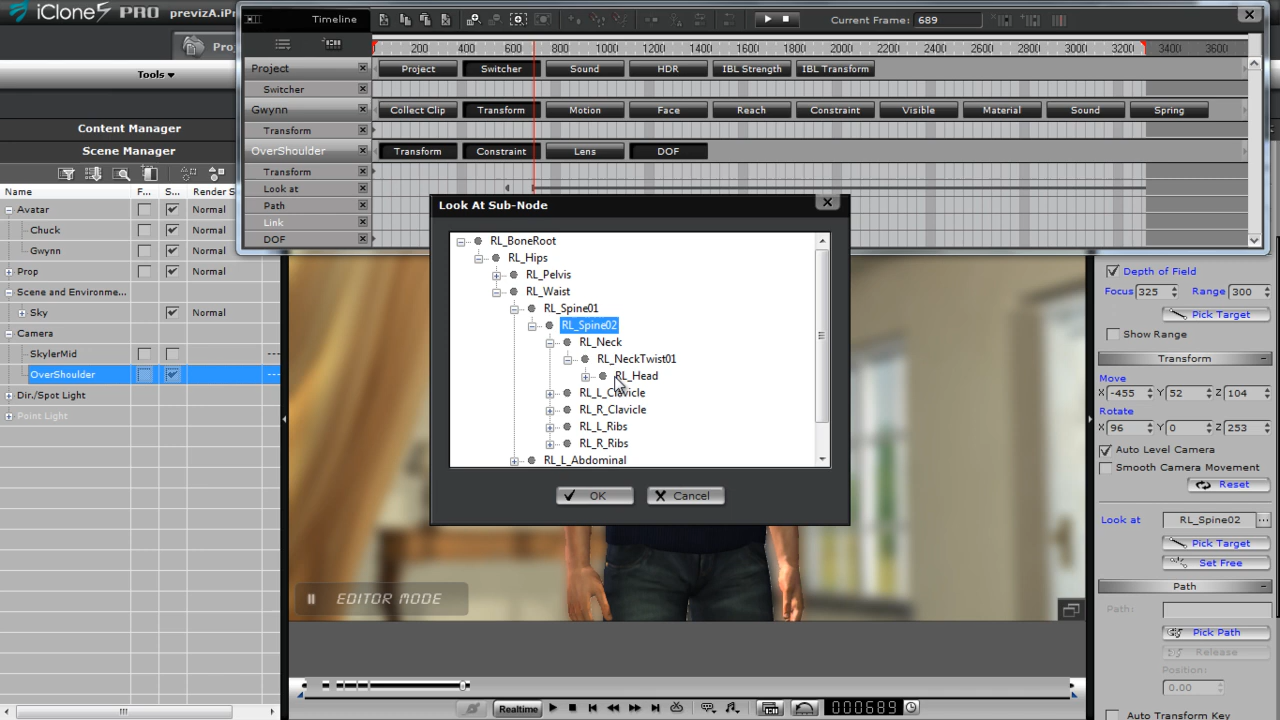 iClone5 PRO previzA.iPr
Timeline
Current Frame: 689
Tools
Content Manager
Scene Manager
Name F... S... Render S
Avatar Normal
Chuck Normal
Gwynn Normal
Prop Normal
Scene and Environme...
Sky Normal
Camera
SkylerMid
OverShoulder
Dir./Spot Light
Point Light
200 400 600 800 1000 1200 1400 1600 1800 2000 2200 2400 2600 2800 3000 3200 3400 3600
Project Project Switcher Sound HDR IBL Strength IBL Transform
Switcher
Gwynn Collect Clip Transform Motion Face Reach Constraint Visible Material Sound Spring
Transform
OverShoulder Transform Constraint Lens DOF
Transform
Look at
Path
Link
DOF
Look At Sub-Node
RL_BoneRoot
RL_Hips
RL_Pelvis
RL_Waist
RL_Spine01
RL_Spine02
RL_Neck
RL_NeckTwist01
RL_Head
RL_L_Clavicle
RL_R_Clavicle
RL_L_Ribs
RL_R_Ribs
RL_L_Abdominal
OK Cancel
EDITOR MODE
Depth of Field
Focus 325 Range 300
Pick Target
Show Range
Transform
Move
X -455 Y 52 Z 104
Rotate
X 96 Y 0 Z 253
Auto Level Camera
Smooth Camera Movement
Reset
Look at RL_Spine02 ...
Pick Target
Set Free
Path
Path:
Pick Path
Release
Position:
0.00
Auto Transform Key
Realtime
000689